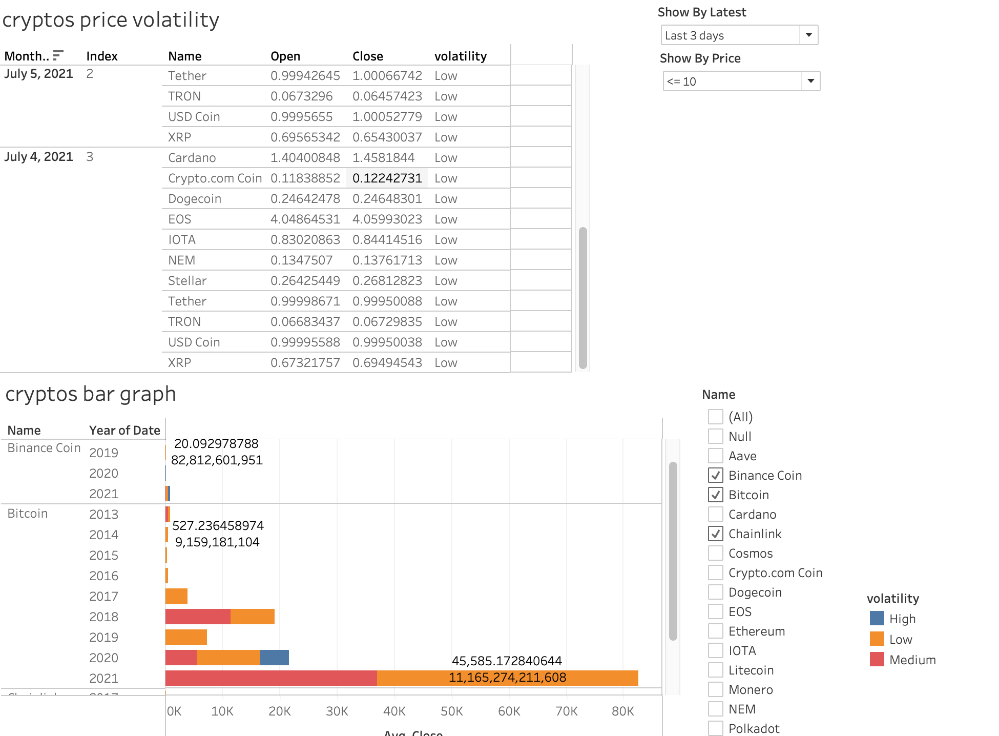 cryptos price volatility
Show By Latest
Last 3 days
Show By Price
<= 10
Month.. Index Name Open Close volatility
July 5, 2021 2 Tether 0.99942645 1.00066742 Low
TRON 0.0673296 0.06457423 Low
USD Coin 0.9995655 1.00052779 Low
XRP 0.69565342 0.65430037 Low
July 4, 2021 3 Cardano 1.40400848 1.4581844 Low
Crypto.com Coin 0.11838852 0.12242731 Low
Dogecoin 0.24642478 0.24648301 Low
EOS 4.04864531 4.05993023 Low
IOTA 0.83020863 0.84414516 Low
NEM 0.1347507 0.13761713 Low
Stellar 0.26425449 0.26812823 Low
Tether 0.99998671 0.99950088 Low
TRON 0.06683437 0.06729835 Low
USD Coin 0.99995588 0.99950038 Low
XRP 0.67321757 0.69494543 Low
cryptos bar graph
Name Year of Date
Binance Coin 2019 20.092978788
82,812,601,951
2020
2021
Bitcoin 2013
2014 527.236458974
9,159,181,104
2015
2016
2017
2018
2019
2020 45,585.172840644
2021 11,165,274,211,608
0K 10K 20K 30K 40K 50K 60K 70K 80K
Avg. Close
Name
(All)
Null
Aave
Binance Coin
Bitcoin
Cardano
Chainlink
Cosmos
Crypto.com Coin
Dogecoin
EOS
Ethereum
IOTA
Litecoin
Monero
NEM
Polkadot
volatility
High
Low
Medium